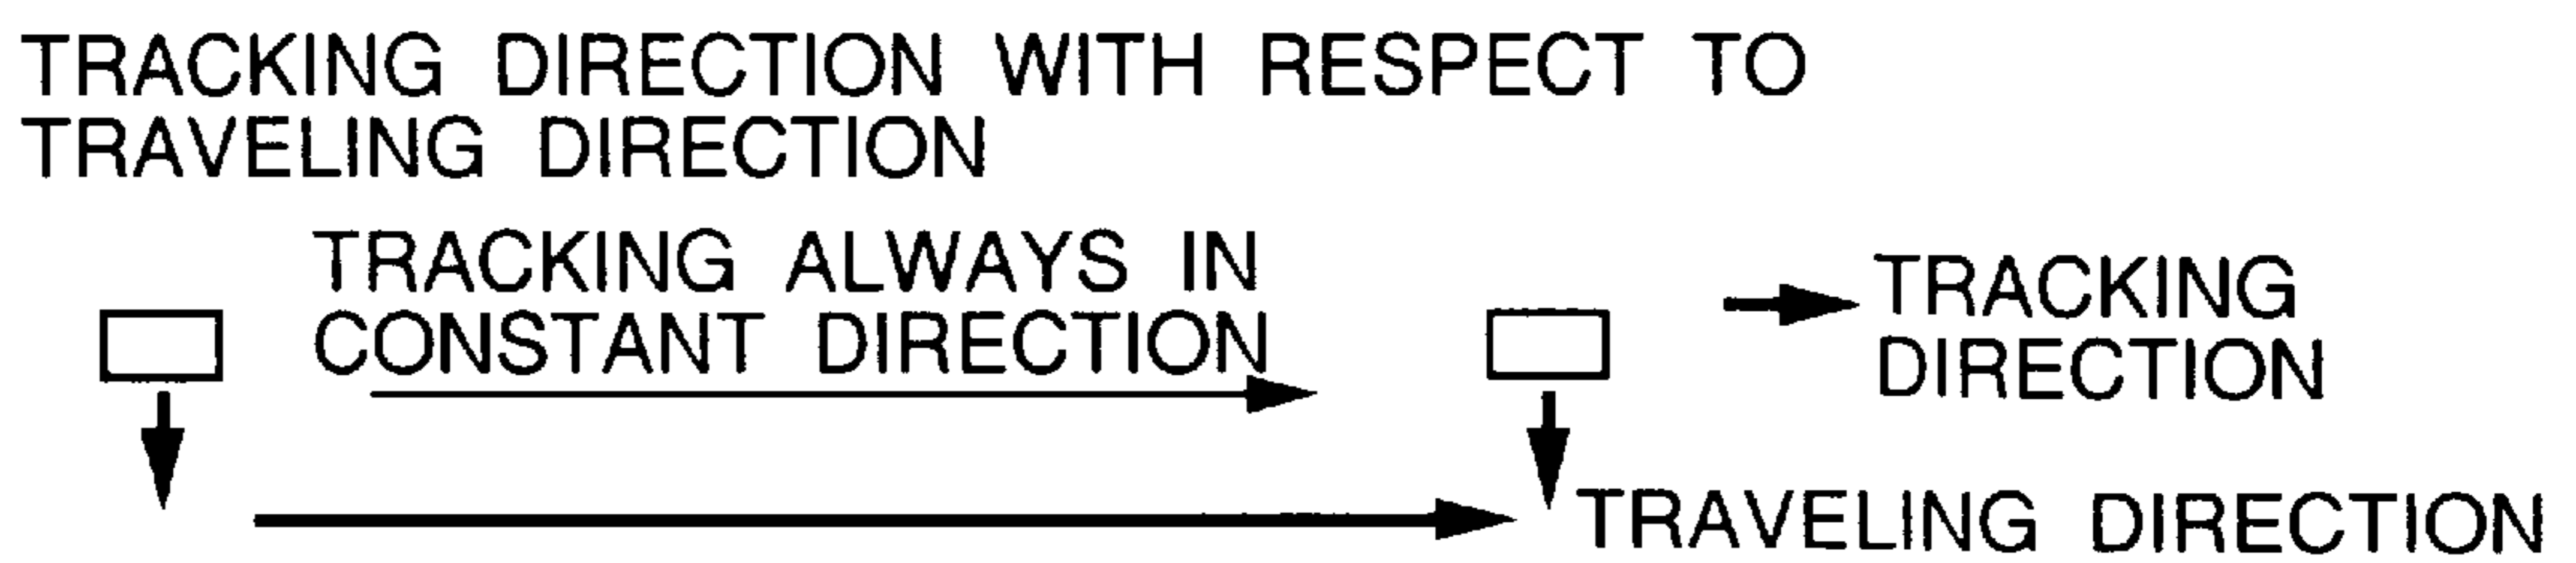 TRACKING DIRECTION WITH RESPECT TO
TRAVELING DIRECTION
TRACKING ALWAYS IN
CONSTANT DIRECTION
TRACKING
DIRECTION
TRAVELING DIRECTION